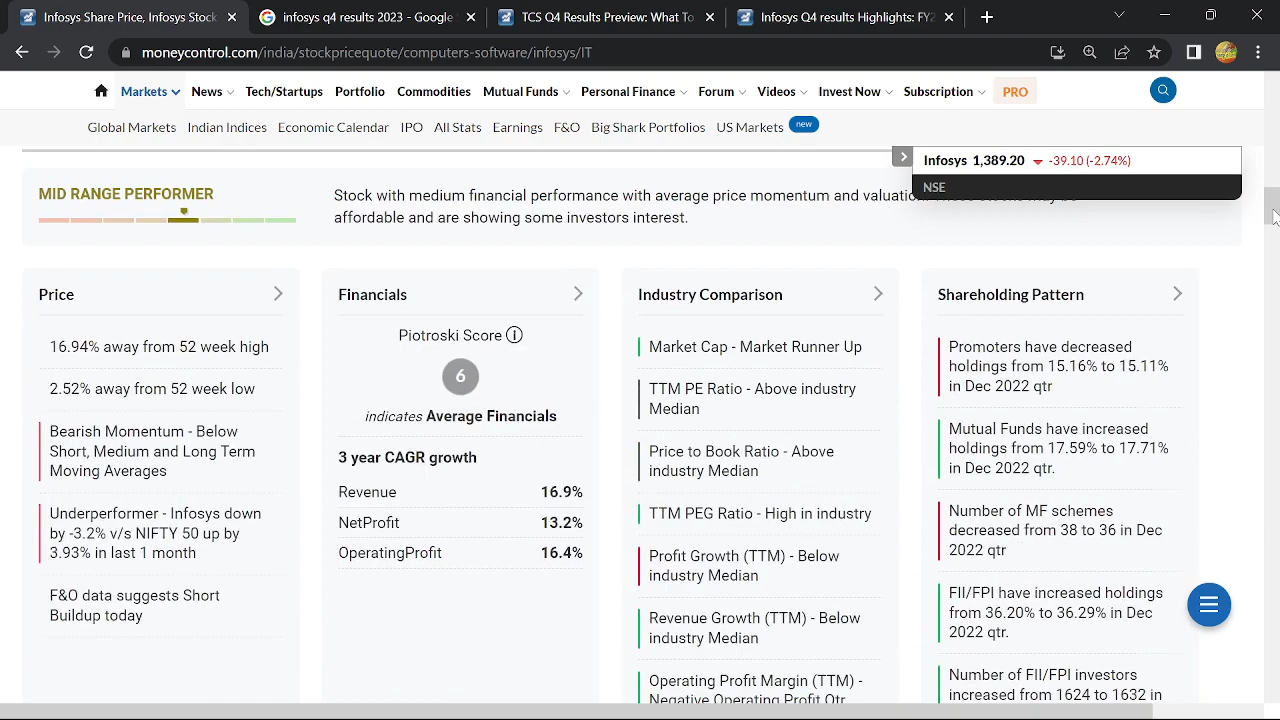 Infosys Share Price, Infosys Stock
infosys q4 results 2023 - Google
TCS Q4 Results Preview: What To
Infosys Q4 results Highlights: FY2
moneycontrol.com/india/stockpricequote/computers-software/infosys/IT
Markets News Tech/Startups Portfolio Commodities Mutual Funds Personal Finance Forum Videos Invest Now Subscription PRO
Global Markets Indian Indices Economic Calendar IPO All Stats Earnings F&O Big Shark Portfolios US Markets new
Infosys 1,389.20 -39.10 (-2.74%)
NSE
MID RANGE PERFORMER
Stock with medium financial performance with average price momentum and valuation.
affordable and are showing some investors interest.
Price
16.94% away from 52 week high
2.52% away from 52 week low
Bearish Momentum - Below
Short, Medium and Long Term
Moving Averages
Underperformer - Infosys down
by -3.2% v/s NIFTY 50 up by
3.93% in last 1 month
F&O data suggests Short
Buildup today
Financials
Piotroski Score
6
indicates Average Financials
3 year CAGR growth
Revenue 16.9%
NetProfit 13.2%
OperatingProfit 16.4%
Industry Comparison
Market Cap - Market Runner Up
TTM PE Ratio - Above industry
Median
Price to Book Ratio - Above
industry Median
TTM PEG Ratio - High in industry
Profit Growth (TTM) - Below
industry Median
Revenue Growth (TTM) - Below
industry Median
Operating Profit Margin (TTM) -
Negative Operating Profit Qtr
Shareholding Pattern
Promoters have decreased
holdings from 15.16% to 15.11%
in Dec 2022 qtr
Mutual Funds have increased
holdings from 17.59% to 17.71%
in Dec 2022 qtr.
Number of MF schemes
decreased from 38 to 36 in Dec
2022 qtr
FII/FPI have increased holdings
from 36.20% to 36.29% in Dec
2022 qtr.
Number of FII/FPI investors
increased from 1624 to 1632 in